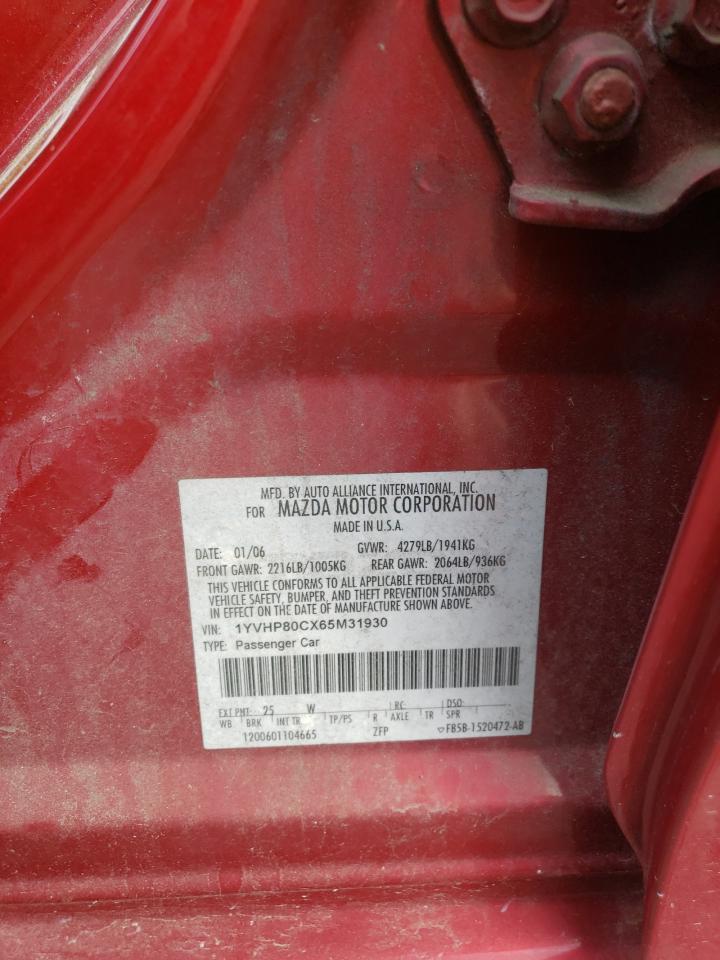 MFD. BY AUTO ALLIANCE INTERNATIONAL, INC.
FOR MAZDA MOTOR CORPORATION
MADE IN U.S.A.
DATE: 01/06 GVWR: 4279LB/1941KG
FRONT GAWR: 2216LB/1005KG REAR GAWR: 2064LB/936KG
THIS VEHICLE CONFORMS TO ALL APPLICABLE FEDERAL MOTOR
VEHICLE SAFETY, BUMPER, AND THEFT PREVENTION STANDARDS
IN EFFECT ON THE DATE OF MANUFACTURE SHOWN ABOVE.
VIN: 1YVHP80CX65M31930
TYPE: Passenger Car
EXT PNT: 25 W RC: DSO:
WB BRK INT TR TP/PS R AXLE TR SPR
1200601104665 ZFP ▽FB5B-1520472-AB